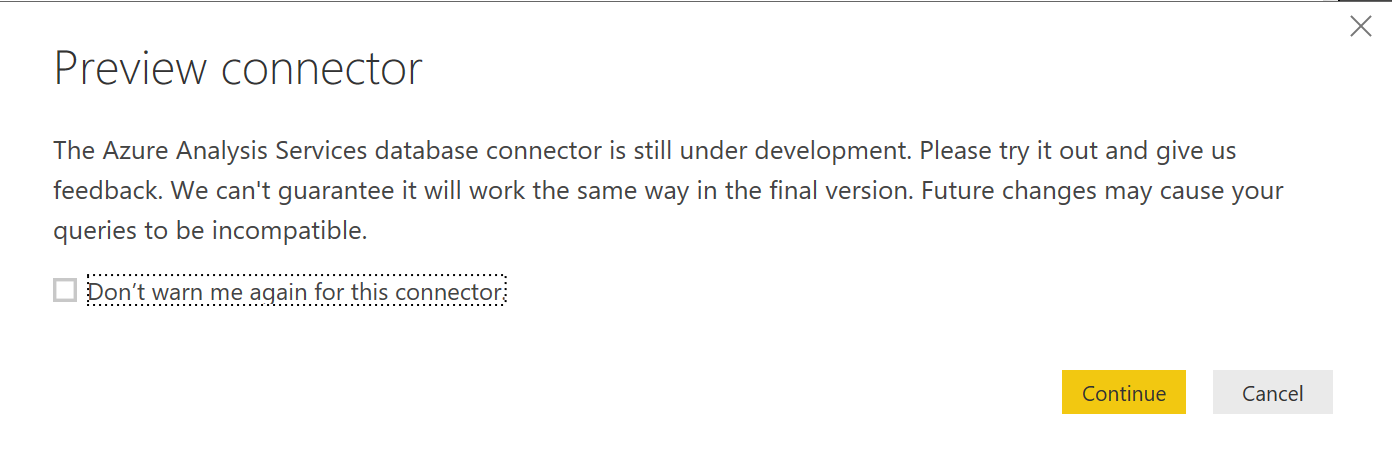 Preview connector
The Azure Analysis Services database connector is still under development. Please try it out and give us
feedback. We can't guarantee it will work the same way in the final version. Future changes may cause your
queries to be incompatible.
Don’t warn me again for this connector.
Continue
Cancel